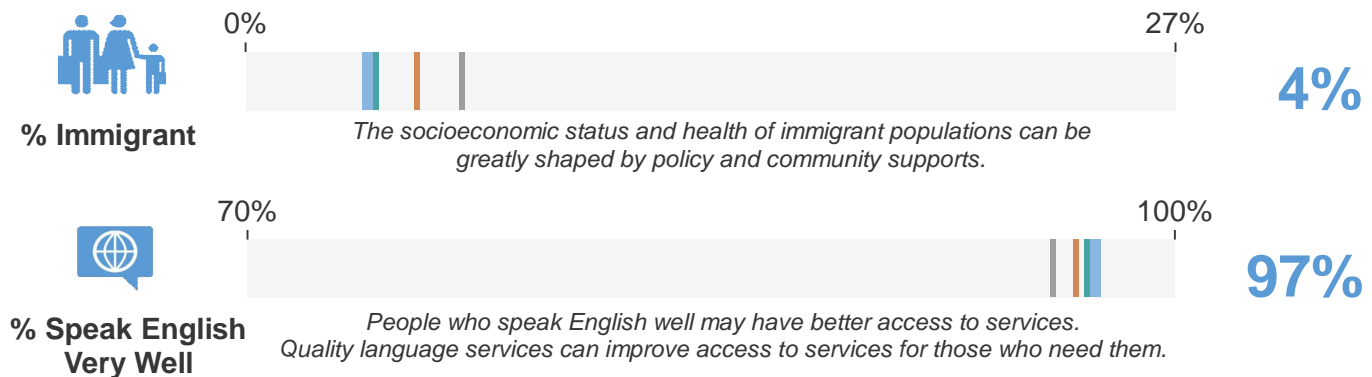 0%
27%
4%
% Immigrant
The socioeconomic status and health of immigrant populations can be
greatly shaped by policy and community supports.
70%
100%
97%
% Speak English
Very Well
People who speak English well may have better access to services.
Quality language services can improve access to services for those who need them.